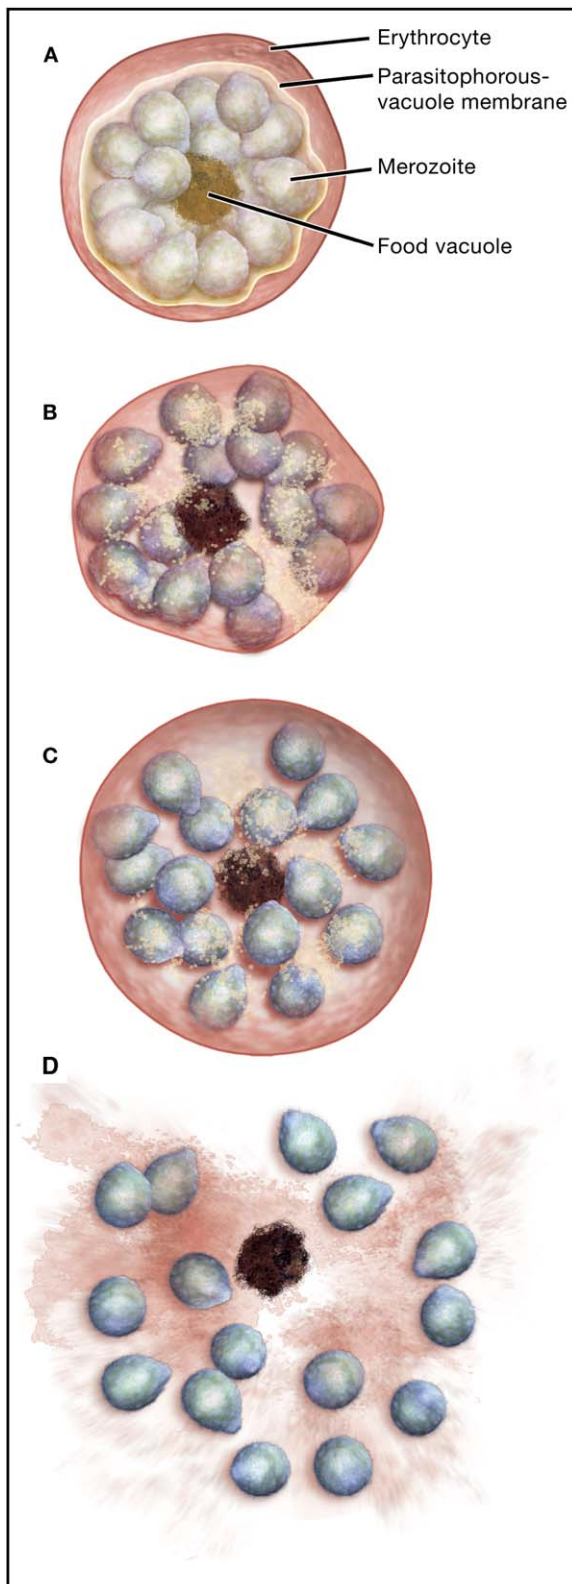 A
Erythrocyte
Parasitophorous-
vacuole membrane
Merozoite
Food vacuole
B
C
D